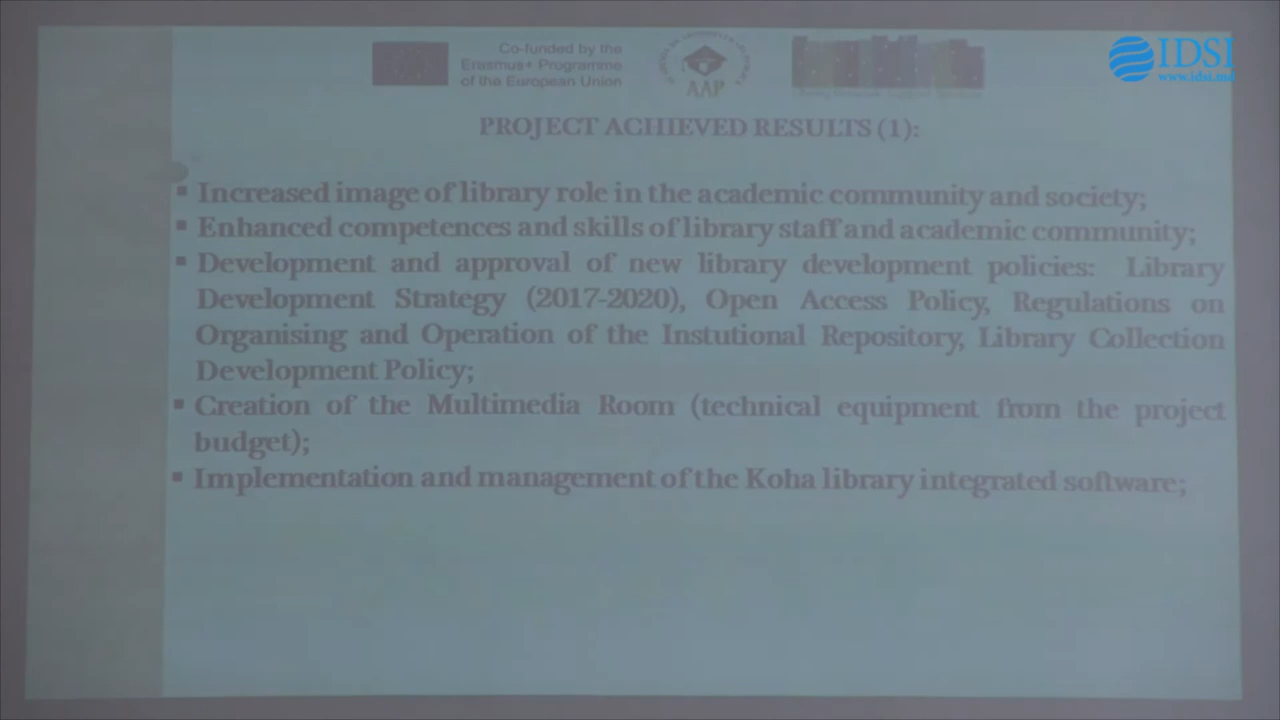 Co-funded by the
Erasmus+ Programme
of the European Union
AAP
IDSI
www.idsi.md
PROJECT ACHIEVED RESULTS (1):
▪ Increased image of library role in the academic community and society;
▪ Enhanced competences and skills of library staff and academic community;
▪ Development and approval of new library development policies: Library
Development Strategy (2017-2020), Open Access Policy, Regulations on
Organising and Operation of the Instutional Repository, Library Collection
Development Policy;
▪ Creation of the Multimedia Room (technical equipment from the project
budget);
▪ Implementation and management of the Koha library integrated software;